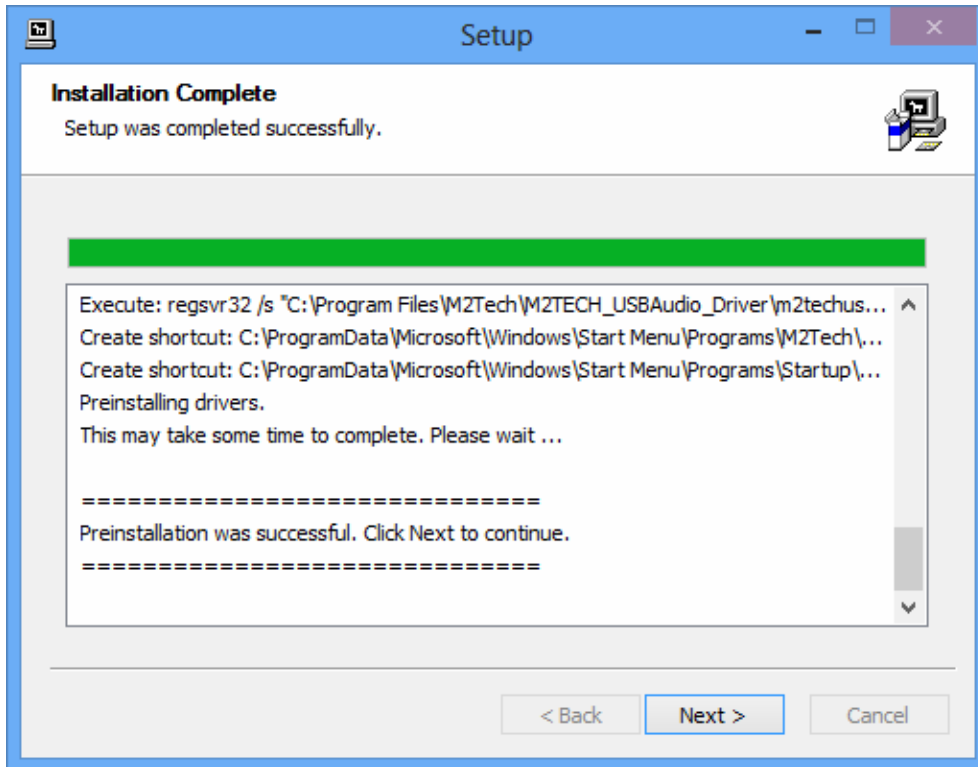 Setup
Installation Complete
Setup was completed successfully.
Execute: regsvr32 /s "C:\Program Files\M2Tech\M2TECH_USBAudio_Driver\m2techus...
Create shortcut: C:\ProgramData\Microsoft\Windows\Start Menu\Programs\M2Tech\...
Create shortcut: C:\ProgramData\Microsoft\Windows\Start Menu\Programs\Startup\...
Preinstalling drivers.
This may take some time to complete. Please wait ...
==============================
Preinstallation was successful. Click Next to continue.
==============================
< Back
Next >
Cancel